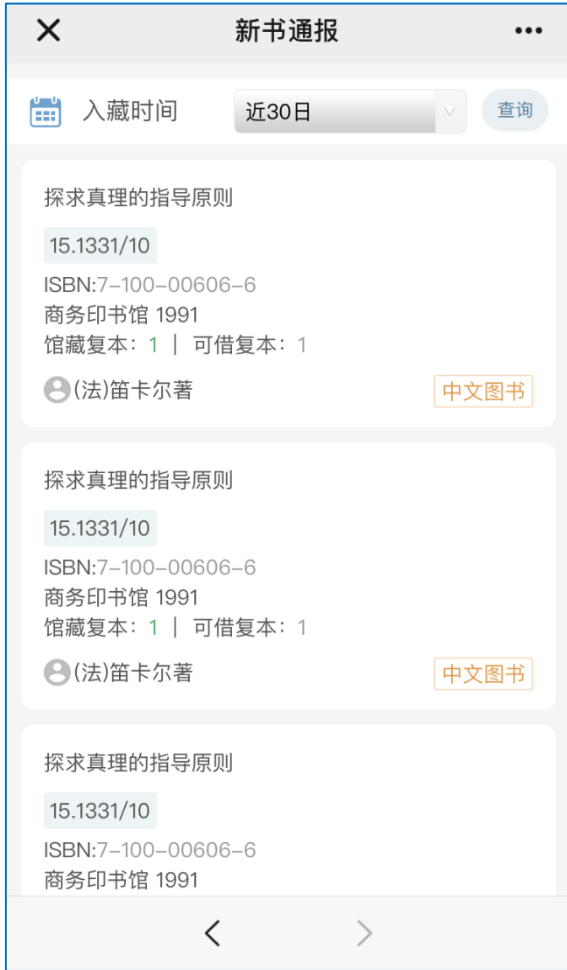 新书通报
入藏时间 近30日 查询
探求真理的指导原则
15.1331/10
ISBN:7-100-00606-6
商务印书馆 1991
馆藏复本：1 | 可借复本：1
(法)笛卡尔著 中文图书
探求真理的指导原则
15.1331/10
ISBN:7-100-00606-6
商务印书馆 1991
馆藏复本：1 | 可借复本：1
(法)笛卡尔著 中文图书
探求真理的指导原则
15.1331/10
ISBN:7-100-00606-6
商务印书馆 1991